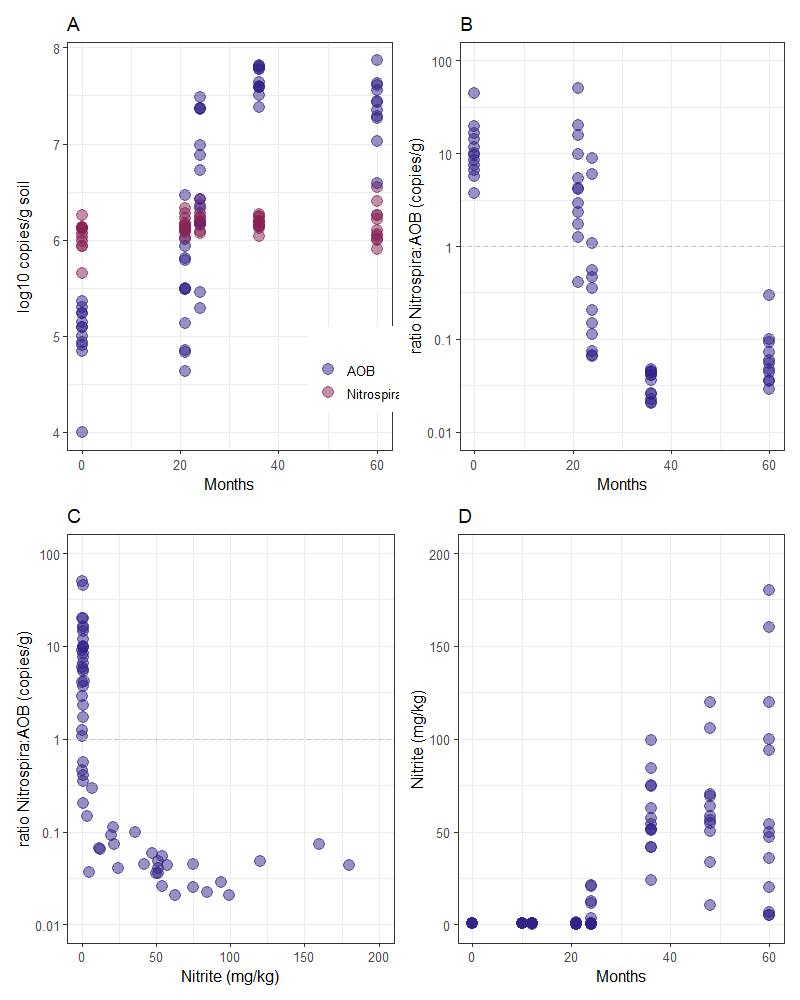 A
log10 copies/g soil
8
7
6
5
4
0
20
40
60
Months
AOB
Nitrospira
B
ratio Nitrospira:AOB (copies/g)
100
10
1
0.1
0.01
0
20
40
60
Months
C
ratio Nitrospira:AOB (copies/g)
100
10
1
0.1
0.01
0
50
100
150
200
Nitrite (mg/kg)
D
Nitrite (mg/kg)
200
150
100
50
0
0
20
40
60
Months